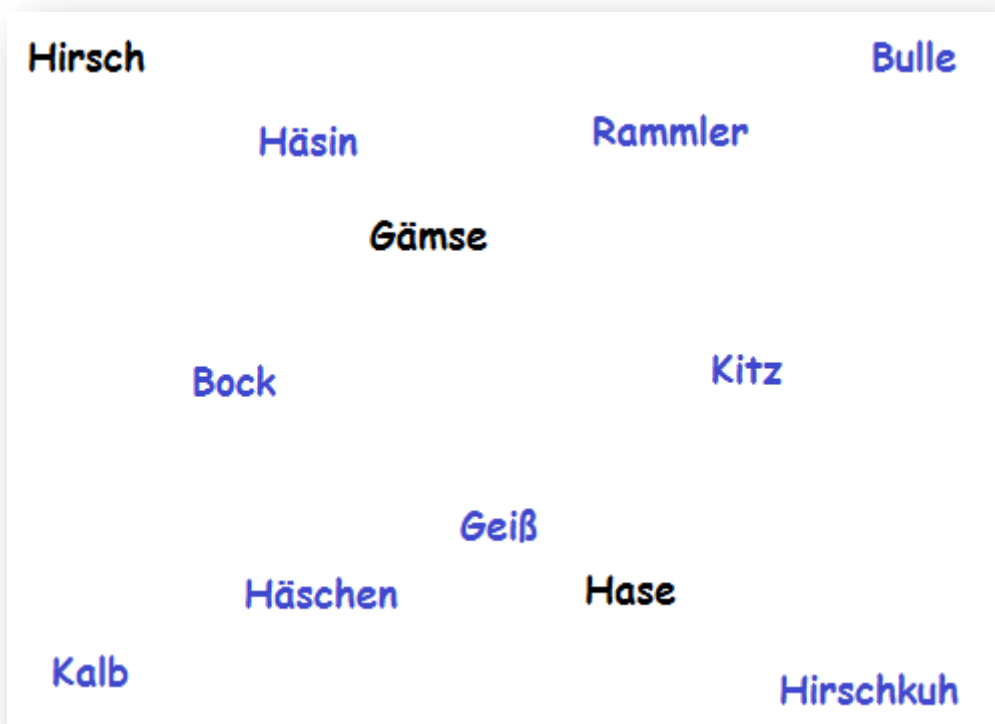 Hirsch
Bulle
Häsin
Rammler
Gämse
Bock
Kitz
Geiß
Häschen
Hase
Kalb
Hirschkuh